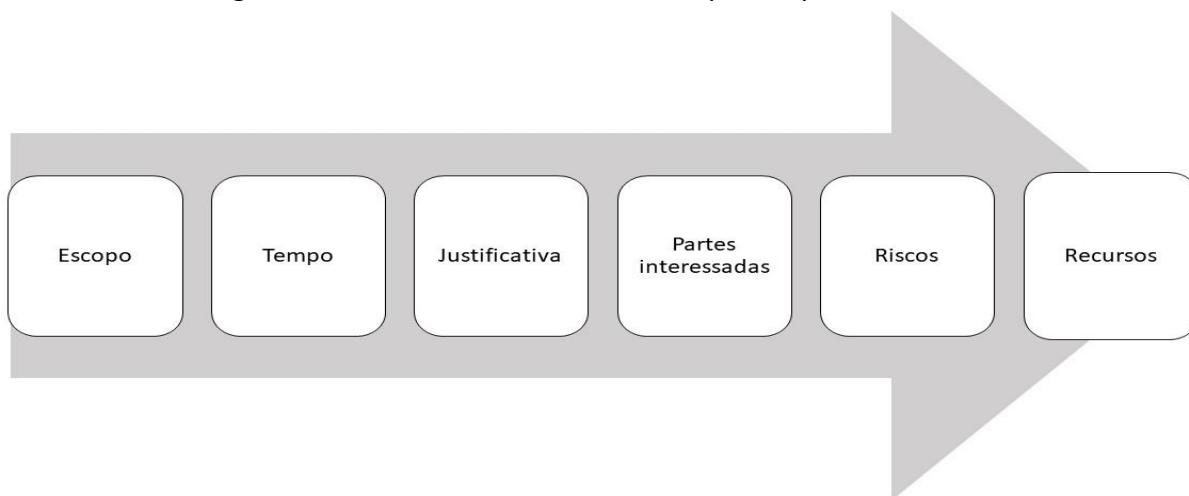 Escopo
Tempo
Justificativa
Partes
interessadas
Riscos
Recursos